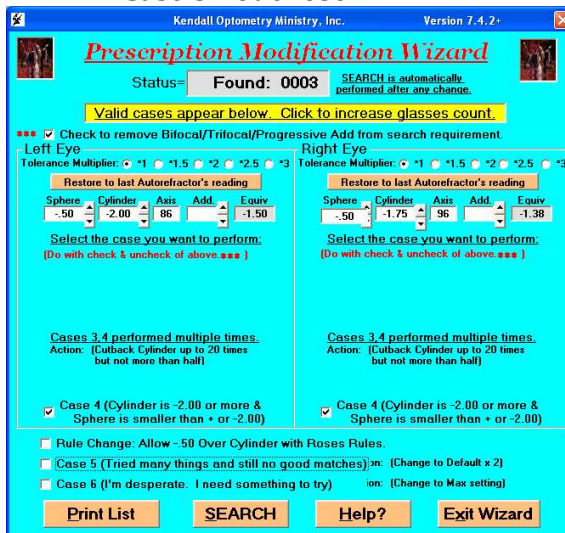 Kendall Optometry Ministry, Inc. Version 7.4.2+
Prescription Modification Wizard
Status= Found: 0003 SEARCH is automatically performed after any change.
Valid cases appear below. Click to increase glasses count.
*** Check to remove Bifocal/Trifocal/Progressive Add from search requirement.
Left Eye
Tolerance Multiplier: *1 *1.5 *2 *2.5 *3
Restore to last Autorefractor's reading
Sphere Cylinder Axis Add. Equiv
-.50 -2.00 86 -1.50
Select the case you want to perform:
(Do with check & uncheck of above.*** )
Cases 3,4 performed multiple times.
Action: (Cutback Cylinder up to 20 times
but not more than half)
Case 4 (Cylinder is -2.00 or more &
Sphere is smaller than + or -2.00)
Right Eye
Tolerance Multiplier: *1 *1.5 *2 *2.5 *3
Restore to last Autorefractor's reading
Sphere Cylinder Axis Add. Equiv
-.50 -1.75 96 -1.38
Select the case you want to perform:
(Do with check & uncheck of above.*** )
Cases 3,4 performed multiple times.
Action: (Cutback Cylinder up to 20 times
but not more than half)
Case 4 (Cylinder is -2.00 or more &
Sphere is smaller than + or -2.00)
Rule Change: Allow -.50 Over Cylinder with Roses Rules.
Case 5 (Tried many things and still no good matches) on: (Change to Default x 2)
Case 6 (I'm desperate. I need something to try) ion: (Change to Max setting)
Print List SEARCH Help? Exit Wizard